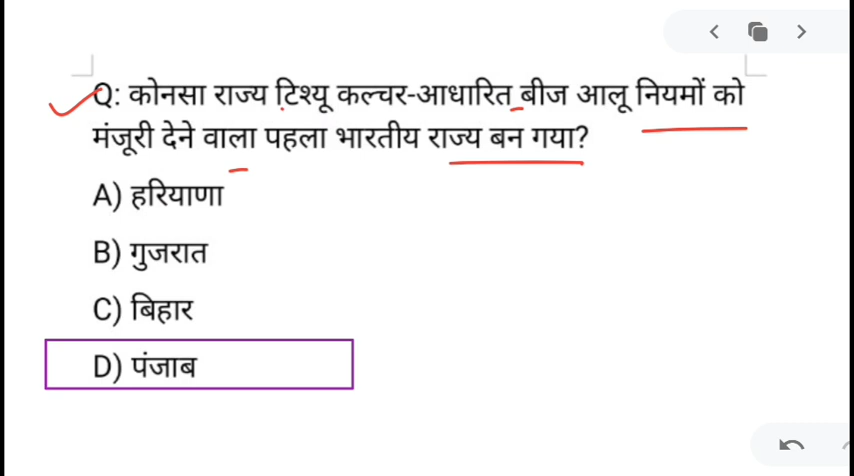 Q: कोनसा राज्य टिश्यू कल्चर-आधारित बीज आलू नियमों को
मंजूरी देने वाला पहला भारतीय राज्य बन गया?
A) हरियाणा
B) गुजरात
C) बिहार
D) पंजाब